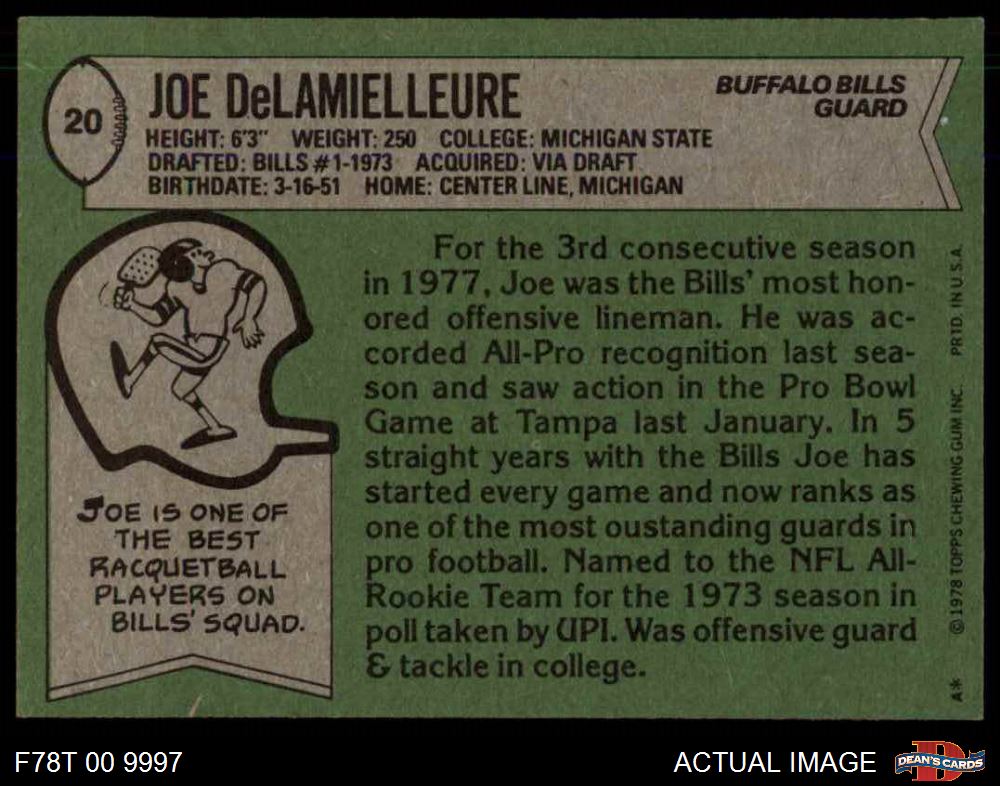 20
JOE DeLAMIELLEURE
BUFFALO BILLS
GUARD
HEIGHT: 6'3" WEIGHT: 250 COLLEGE: MICHIGAN STATE
DRAFTED: BILLS #1-1973 ACQUIRED: VIA DRAFT
BIRTHDATE: 3-16-51 HOME: CENTER LINE, MICHIGAN
For the 3rd consecutive season
in 1977, Joe was the Bills' most hon-
ored offensive lineman. He was ac-
corded All-Pro recognition last sea-
son and saw action in the Pro Bowl
Game at Tampa last January. In 5
straight years with the Bills Joe has
started every game and now ranks as
one of the most oustanding guards in
pro football. Named to the NFL All-
Rookie Team for the 1973 season in
poll taken by UPI. Was offensive guard
& tackle in college.
JOE IS ONE OF
THE BEST
RACQUETBALL
PLAYERS ON
BILLS' SQUAD.
A* © 1978 TOPPS CHEWING GUM INC. PRTD. IN U.S.A.
F78T 00 9997
ACTUAL IMAGE
D
DEAN'S CARDS